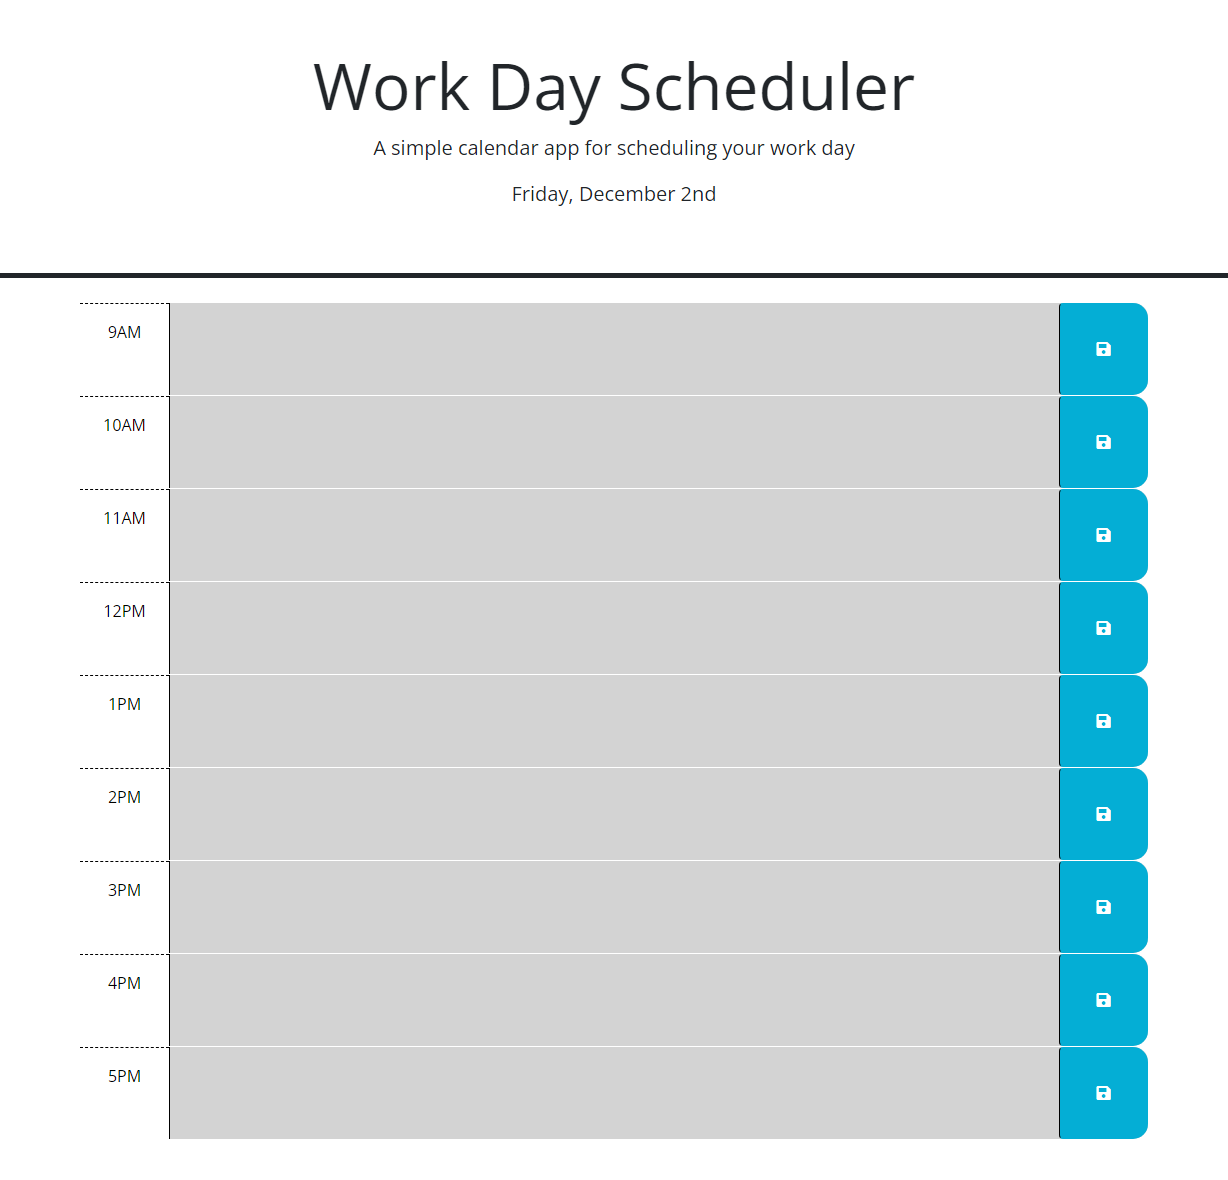 Work Day Scheduler
A simple calendar app for scheduling your work day
Friday, December 2nd
9AM
10AM
11AM
12PM
1PM
2PM
3PM
4PM
5PM